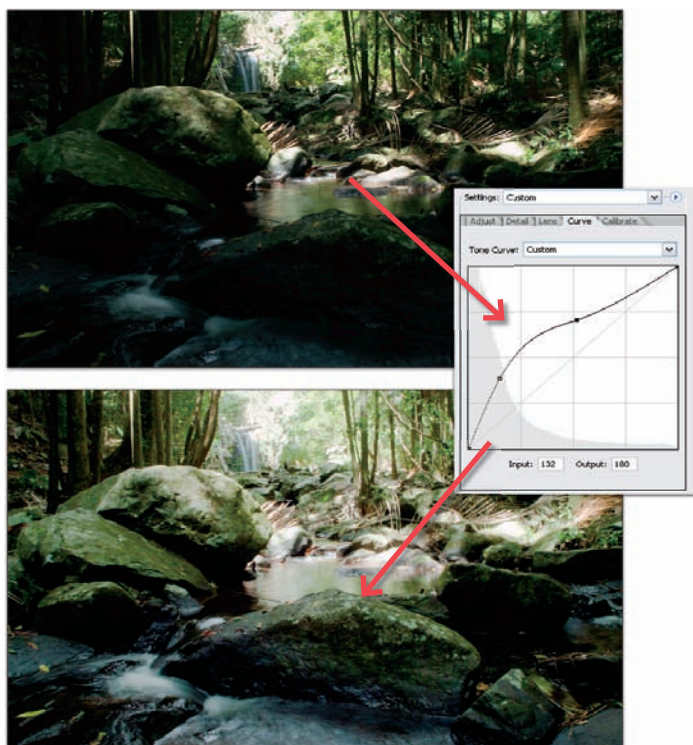 Settings: Custom
Adjust Detail Lens Curve Calibrate
Tone Curve: Custom
Input: 132 Output: 180